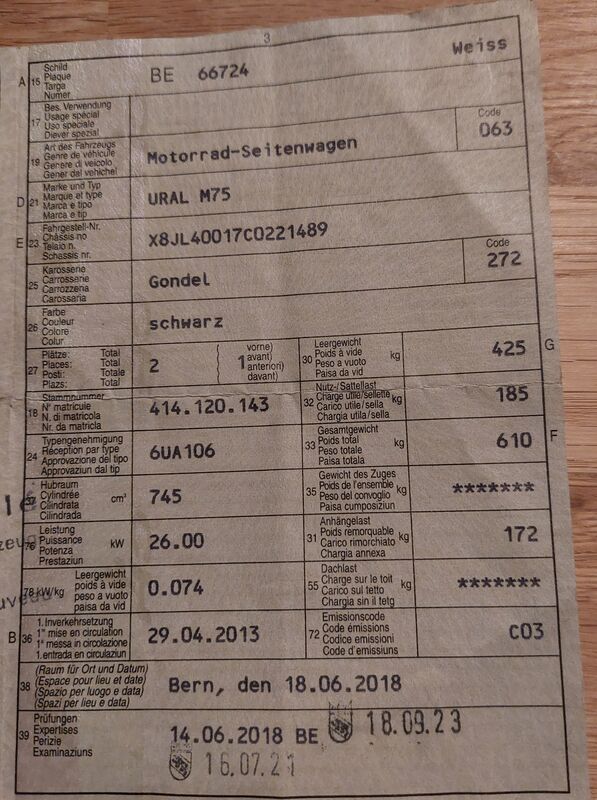 3
A 15 Schild
Plaque
Targa
Numer
BE 66724
Weiss
17 Bes. Verwendung
Usage spécial
Uso speciale
Diever spezial
19 Art des Fahrzeugs
Genre de véhicule
Genere di veicolo
Gener dal vehichel
Motorrad-Seitenwagen
Code
063
D 21 Marke und Typ
Marque et type
Marca e tipo
Marca e tip
URAL M75
E 23 Fahrgestell-Nr.
Châssis no
Telaio n.
Schassis nr.
X8JL40017C0221489
25 Karosserie
Carrosserie
Carrozzeria
Carossaria
Gondel
Code
272
26 Farbe
Couleur
Colore
Colur
schwarz
27 Plätze: Total
Places: Total
Posti: Totale
Plazs: Total
2
1
vorne)
avant)
anteriori)
davant)
30 Leergewicht
Poids à vide
Peso a vuoto
Paisa da vid
kg
425
G
18 Stammnummer
N° matricule
N. di matricola
Nr. da matricla
414.120.143
32 Nutz-/Sattellast
Charge utile/sellette
Carico utile/sella
Chargia utila/sella
kg
185
24 Typengenehmigung
Réception par type
Approvazione del tipo
Approvaziun dal tip
6UA106
33 Gesamtgewicht
Poids total
Peso totale
Paisa totala
kg
610
F
37 Hubraum
Cylindrée
Cilindrata
Cilindrada
cm³
745
35 Gewicht des Zuges
Poids de l'ensemble
Peso del convoglio
Paisa cumposiziun
kg
*******
76 Leistung
Puissance
Potenza
Prestaziun
kW
26.00
31 Anhängelast
Poids remorquable
Carico rimorchiato
Chargia annexa
kg
172
78 kW/kg
Leergewicht
poids à vide
peso a vuoto
paisa da vid
0.074
55 Dachlast
Charge sur le toit
Carico sul tetto
Chargia sin il tetg
kg
*******
B 36 1.Inverkehrsetzung
1re mise en circulation
1a messa in circolazione
1.entrada en circulaziun
29.04.2013
72 Emissionscode
Code émissions
Codice emissioni
Code d'emissiuns
C03
38 (Raum für Ort und Datum)
(Espace pour lieu et date)
(Spazio per luogo e data)
(Spazi per lieu e data)
Bern, den 18.06.2018
39 Prüfungen
Expertises
Perizie
Examinaziuns
14.06.2018 BE
18.09.23
16.07.21